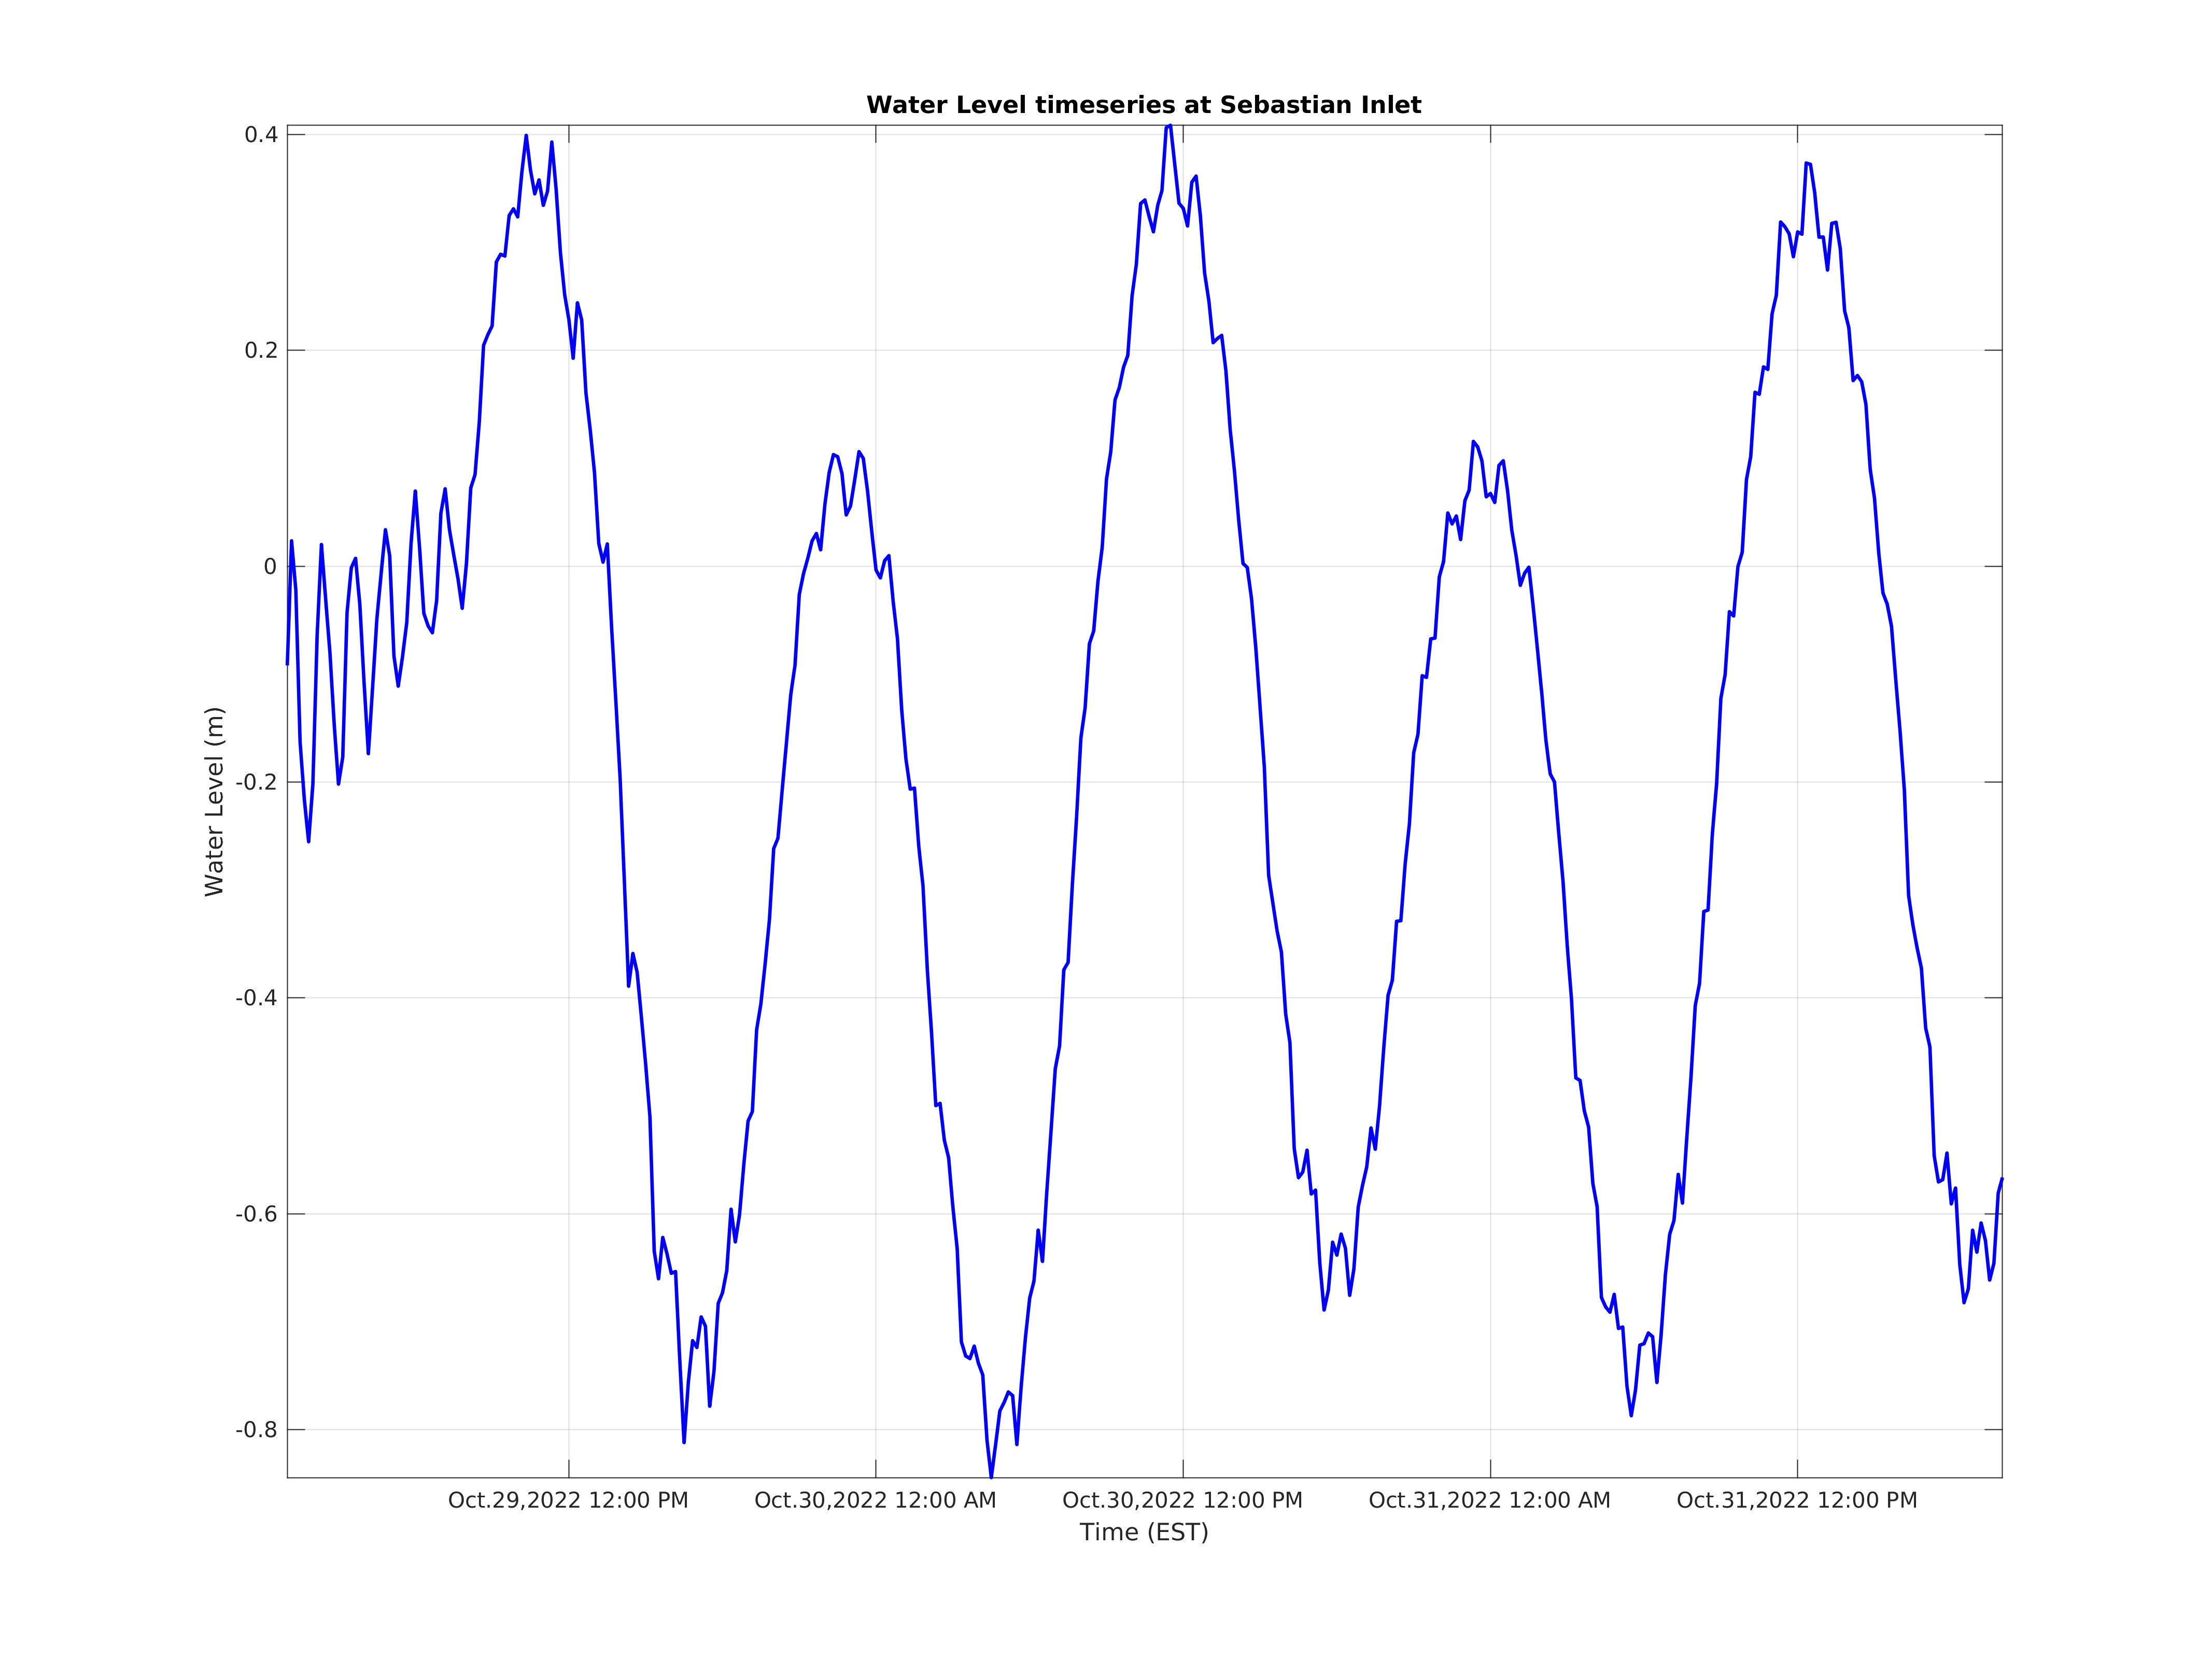 Water Level timeseries at Sebastian Inlet
0.4
0.2
0
-0.2
-0.4
-0.6
-0.8
Water Level (m)
Oct.29,2022 12:00 PM
Oct.30,2022 12:00 AM
Oct.30,2022 12:00 PM
Oct.31,2022 12:00 AM
Oct.31,2022 12:00 PM
Time (EST)